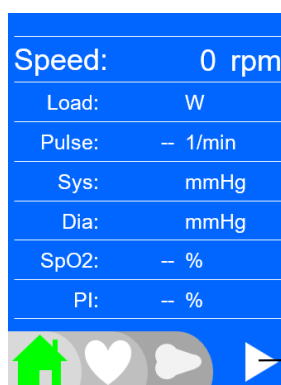 Speed: 0 rpm
Load: W
Pulse: -- 1/min
Sys: mmHg
Dia: mmHg
SpO2: -- %
PI: -- %